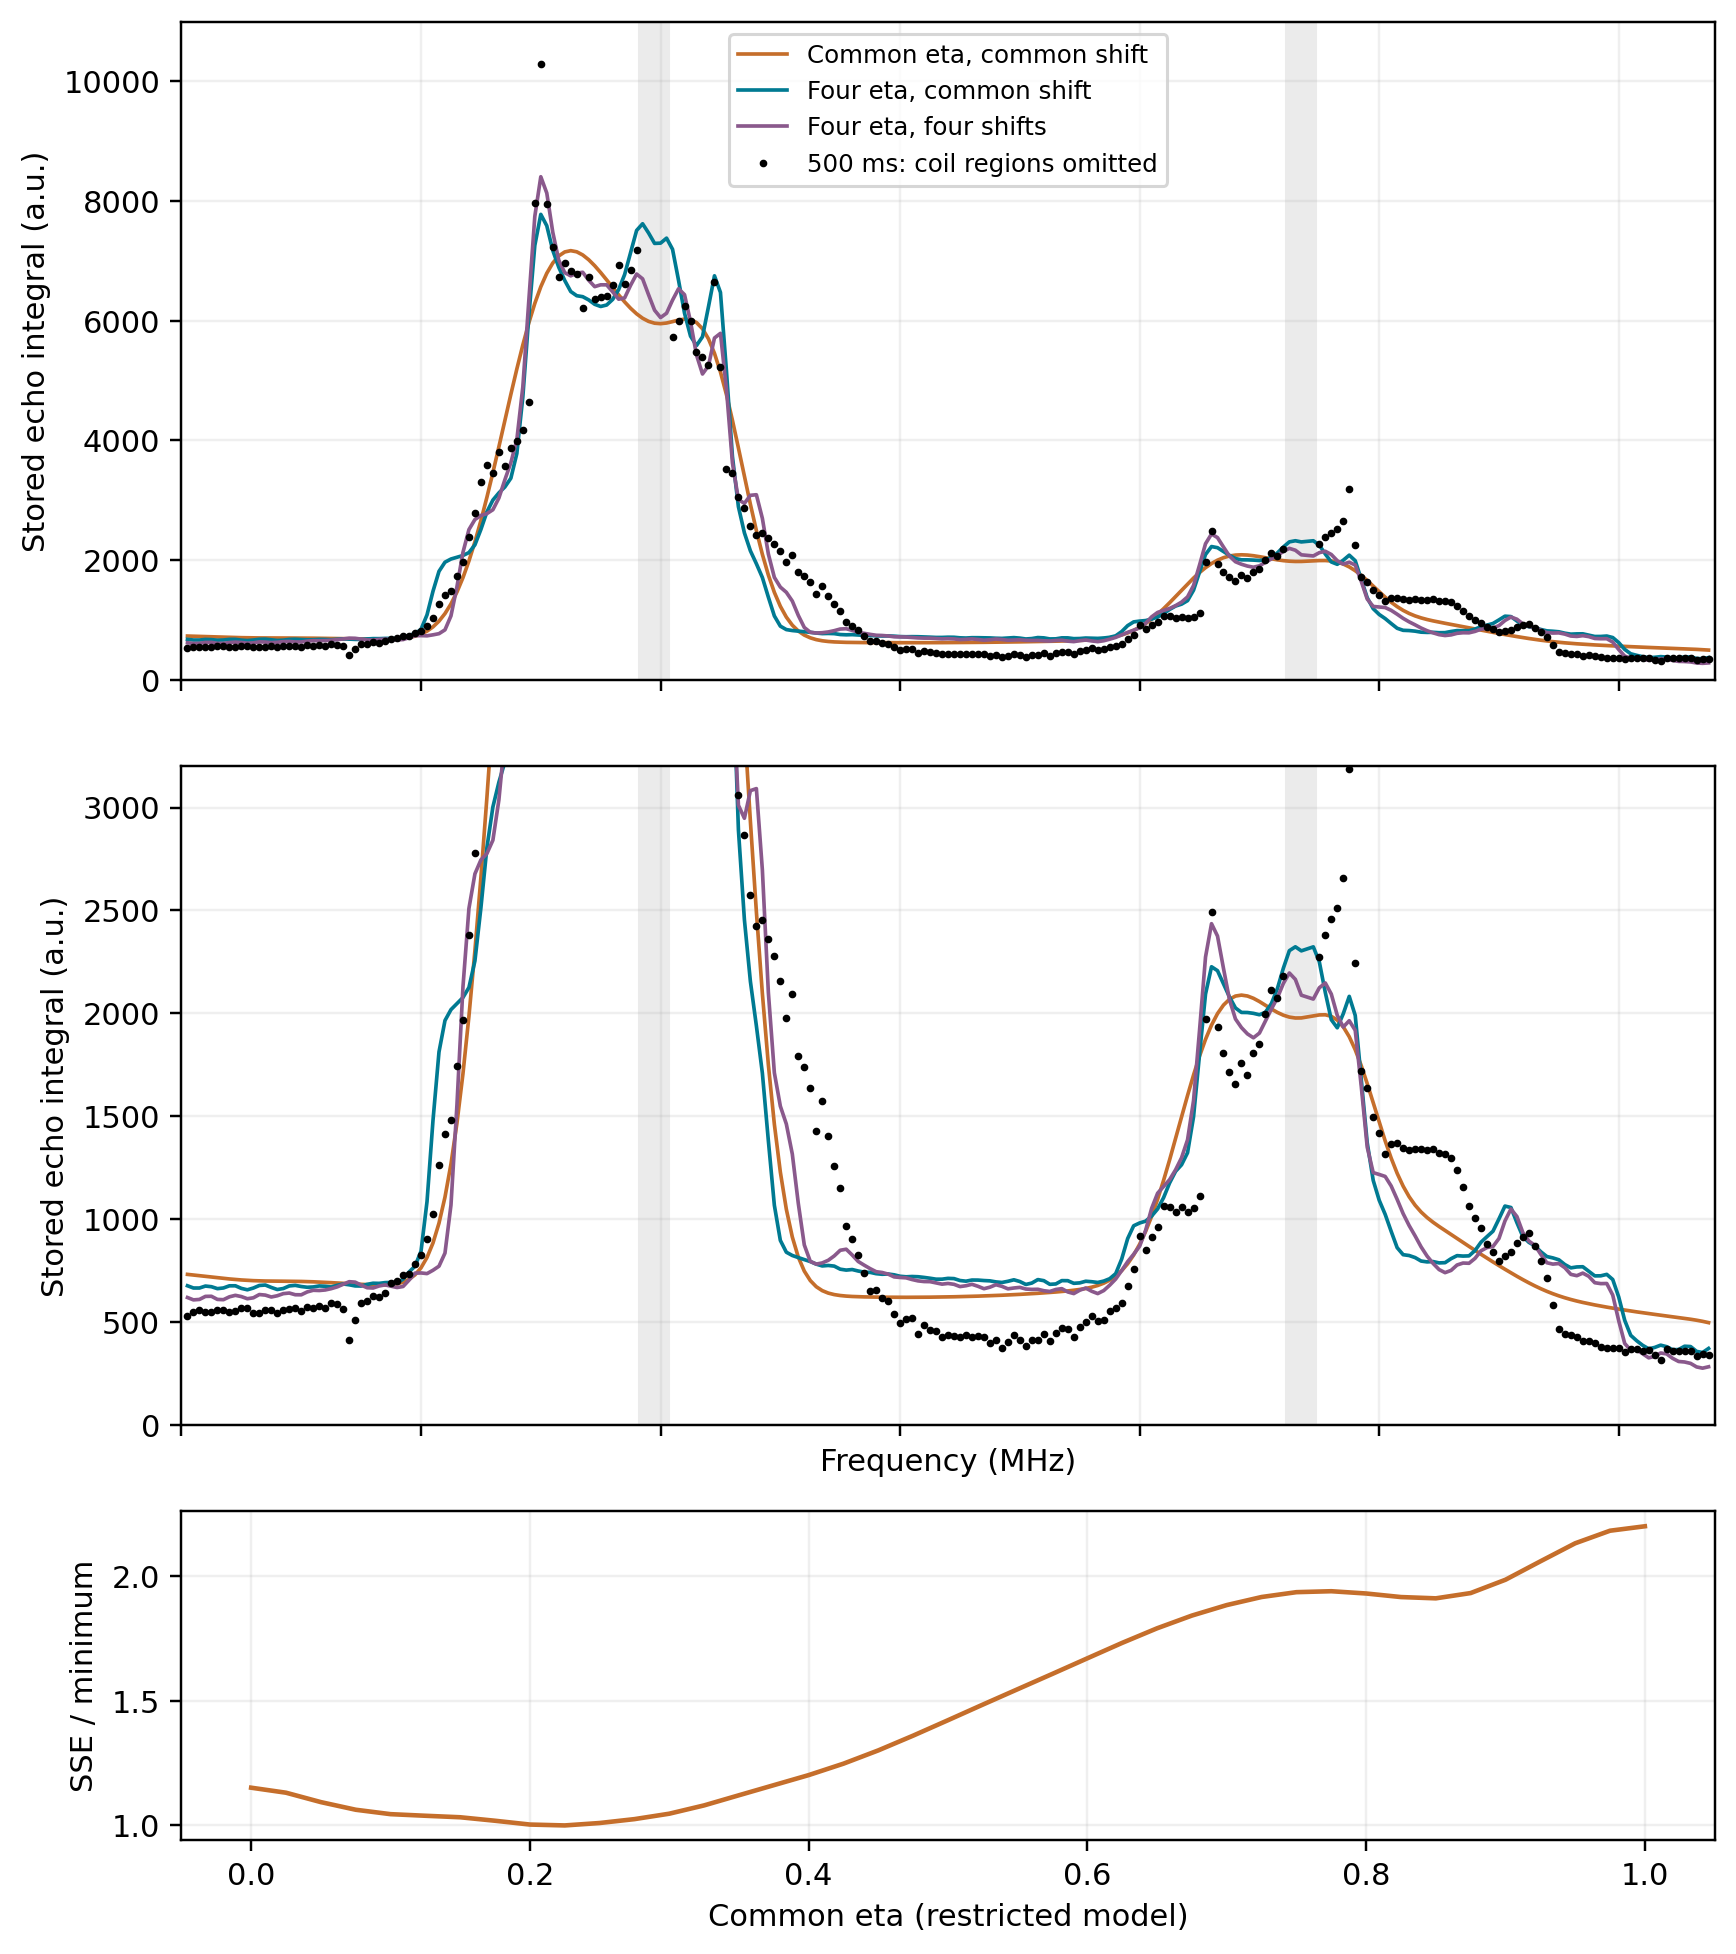 Stored echo integral (a.u.)
10000
8000
6000
4000
2000
0
Common eta, common shift
Four eta, common shift
Four eta, four shifts
500 ms: coil regions omitted
Stored echo integral (a.u.)
3000
2500
2000
1500
1000
500
0
Frequency (MHz)
SSE / minimum
2.0
1.5
1.0
0.0 0.2 0.4 0.6 0.8 1.0
Common eta (restricted model)